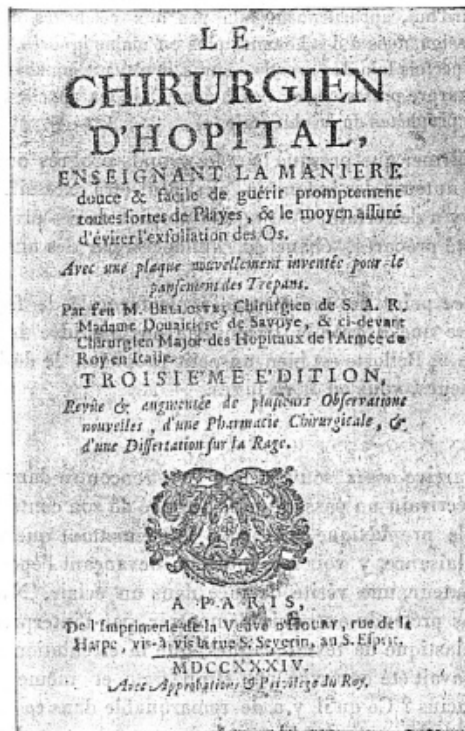 LE
CHIRURGIEN
D'HOPITAL,
ENSEIGNANT LA MANIERE
douce & facile de guérir promptement
toutes sortes de Playes, & le moyen assuré
d'éviter l'exfoliation des Os.
Avec une plaque nouvellement inventée pour le
pansement des Trepans.
Par feu M. BELLOSTE, Chirurgien de S. A. R.
Madame Douairiere de Savoye, & ci-devant
Chirurgien Major des Hopitaux de l'Armée du
Roy en Italie.
TROISIE'ME E'DITION,
Revûe & augmentée de plusieurs Observations
nouvelles, d'une Pharmacie Chirurgicale, &
d'une Dissertation sur la Rage.
A PARIS,
De l'Imprimerie de la Veuve D'HOURY, rue de la
Harpe, vis-à-vis la rue S. Severin, au S. Esprit.
MDCCXXXIV.
Avec Approbations & Privilege du Roy.